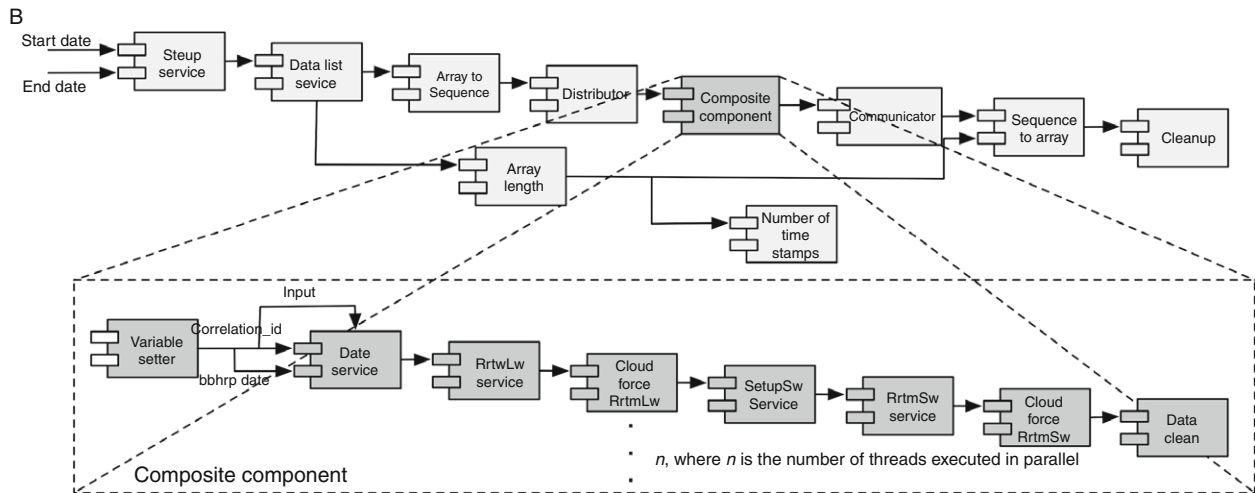 B
Start date
End date
Steup
service
Data list
sevice
Array to
Sequence
Distributor
Composite
component
Communicator
Sequence
to array
Cleanup
Array
length
Number of
time
stamps
Input
Variable
setter
Correlation_id
bbhrp date
Date
service
RrtwLw
service
Cloud
force
RrtmLw
SetupSw
Service
RrtmSw
service
Cloud
force
RrtmSw
Data
clean
Composite component
n, where n is the number of threads executed in parallel